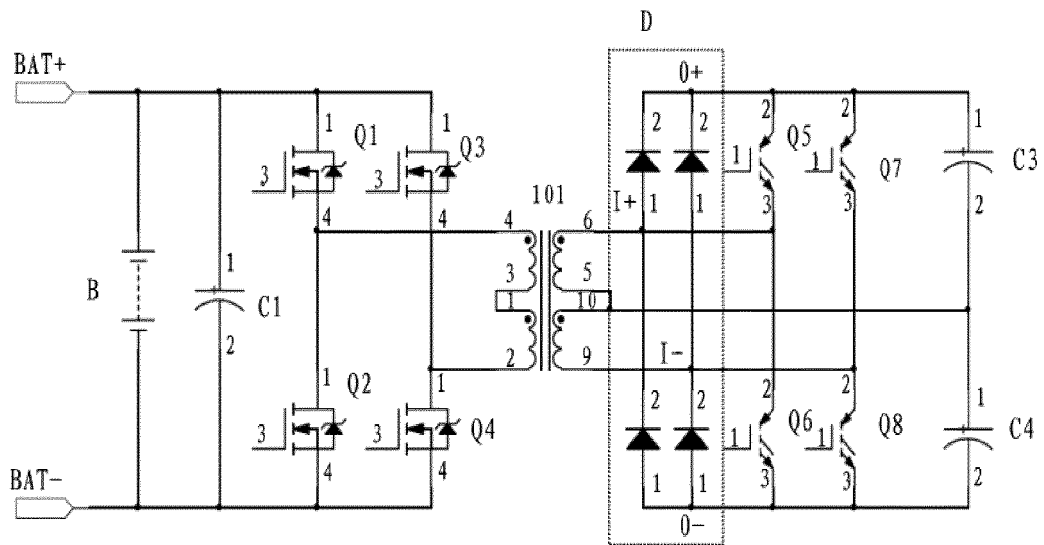 D
BAT+
0+
1 Q1
1 Q3
2 2
2 Q5
2 Q7
1 C3
3 3
1 1
4 4
I+ 1 1
3 3
2
101
4 6
B
1 C1
2
3 5
1 10
2 9
I-
1 Q2
1 Q4
2 2
2 Q6
2 Q8
1 C4
3 3
1 1
4 4
1 1
3 3
2
BAT-
0-